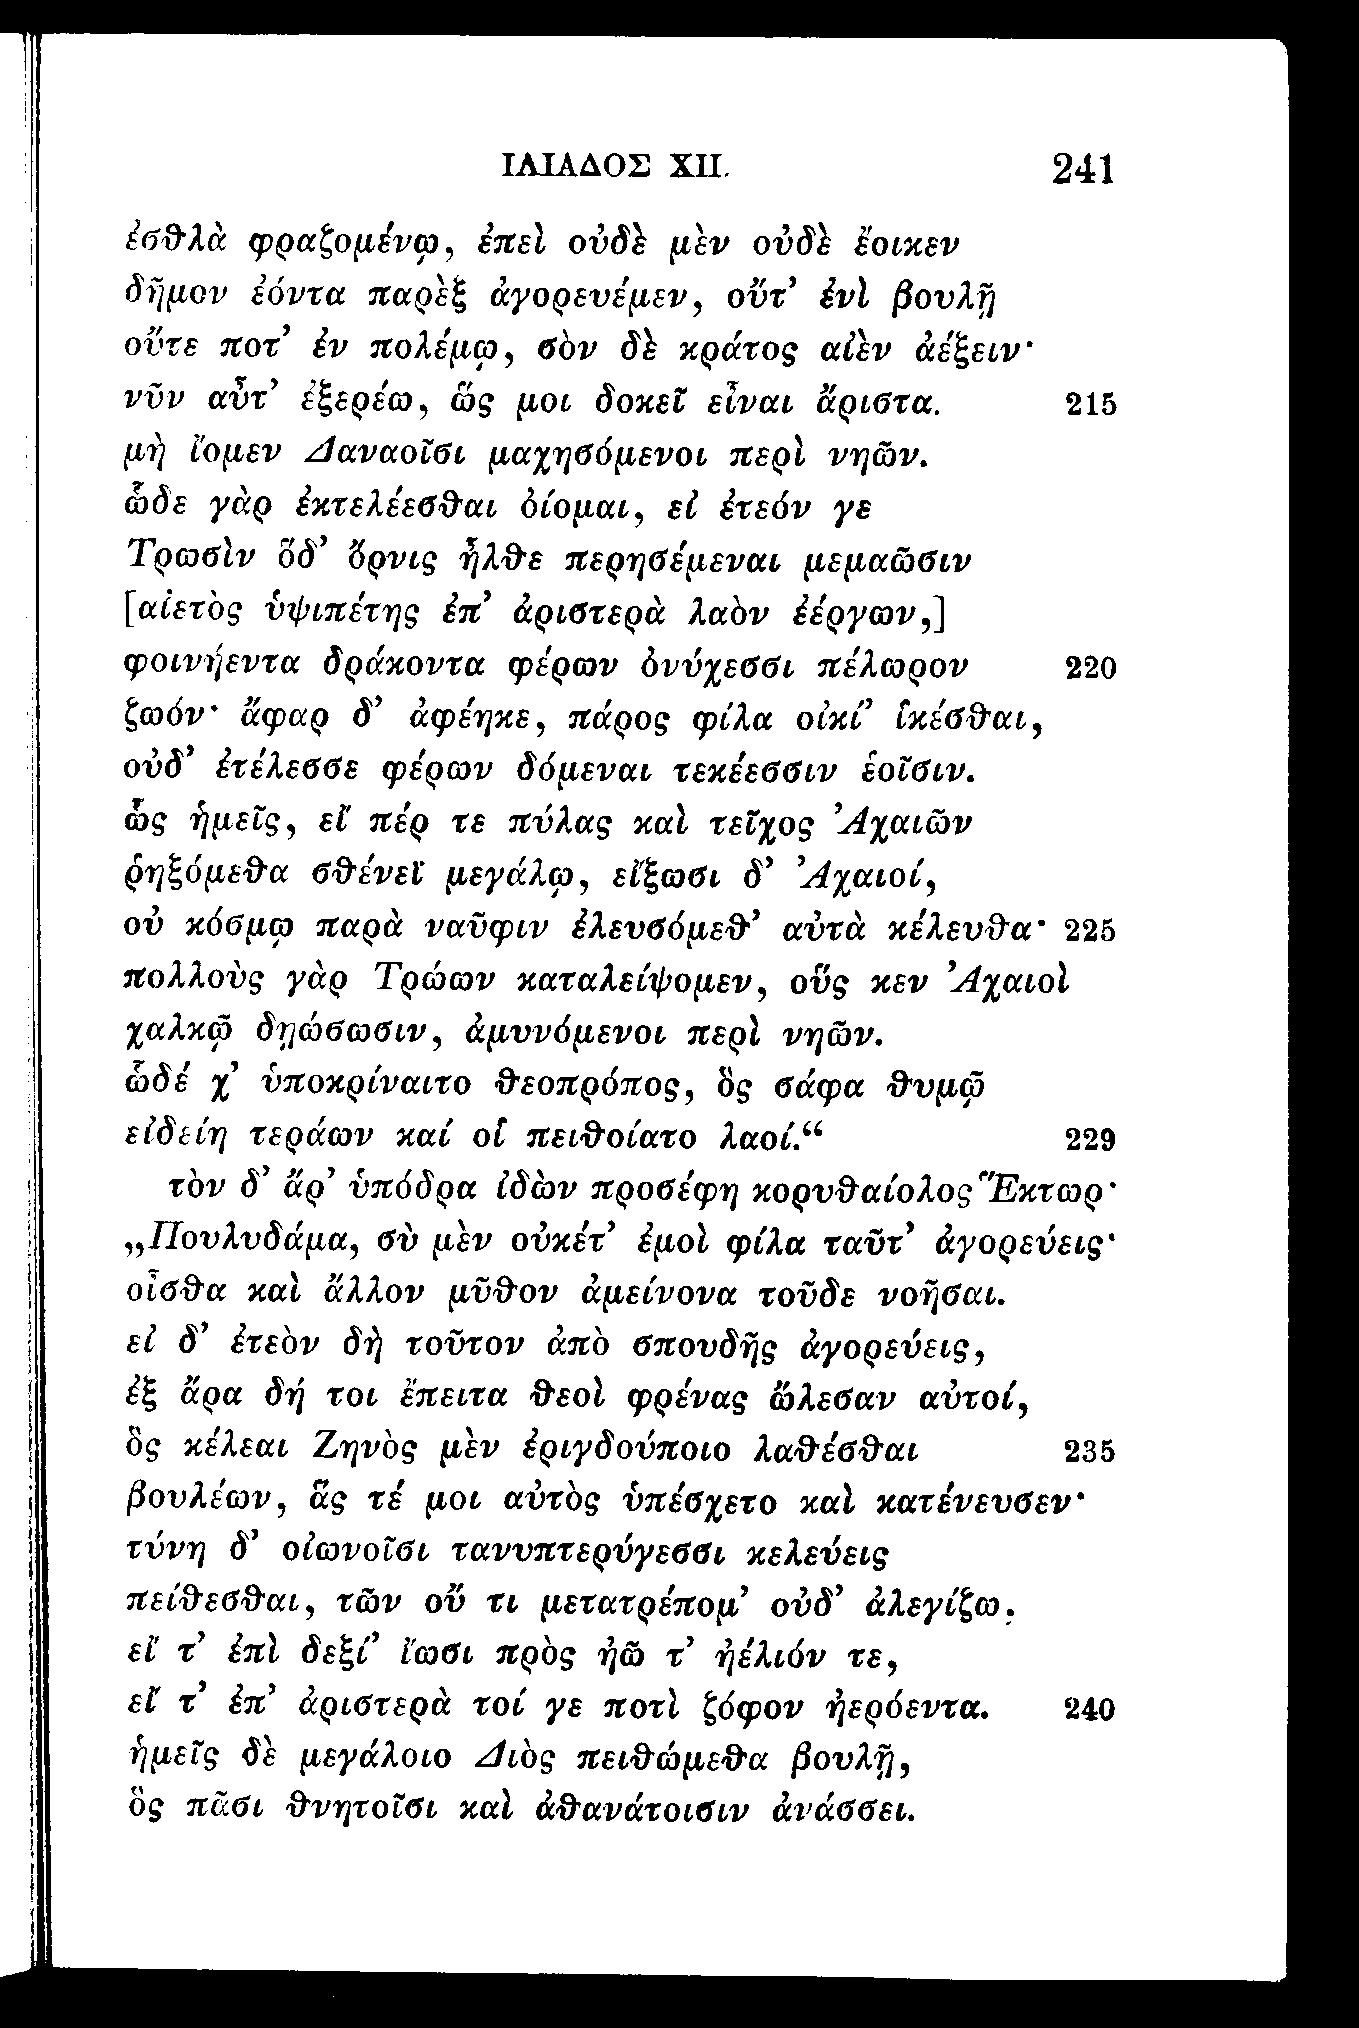 ΙΛΙΑΔΟΣ XII. 241
ἐσθλὰ φραζομένῳ, ἐπεὶ οὐδὲ μὲν οὐδὲ ἔοικεν
δῆμον ἐόντα παρὲξ ἀγορευέμεν, οὔτ’ ἐνὶ βουλῇ
οὔτε ποτ’ ἐν πολέμῳ, σὸν δὲ κράτος αἰὲν ἀέξειν·
νῦν αὖτ’ ἐξερέω, ὥς μοι δοκεῖ εἶναι ἄριστα. 215
μὴ ἴομεν Δαναοῖσι μαχησόμενοι περὶ νηῶν.
ὧδε γὰρ ἐκτελέεσθαι ὀίομαι, εἰ ἐτεόν γε
Τρωσὶν ὅδ’ ὄρνις ἦλθε περησέμεναι μεμαῶσιν
[αἰετὸς ὑψιπέτης ἐπ’ ἀριστερὰ λαὸν ἐέργων,]
φοινήεντα δράκοντα φέρων ὀνύχεσσι πέλωρον 220
ζωόν· ἄφαρ δ’ ἀφέηκε, πάρος φίλα οἰκί’ ἱκέσθαι,
οὐδ’ ἐτέλεσσε φέρων δόμεναι τεκέεσσιν ἑοῖσιν.
ὣς ἡμεῖς, εἴ πέρ τε πύλας καὶ τεῖχος Ἀχαιῶν
ῥηξόμεθα σθένεϊ μεγάλῳ, εἴξωσι δ’ Ἀχαιοί,
οὐ κόσμῳ παρὰ ναῦφιν ἐλευσόμεθ’ αὐτὰ κέλευθα· 225
πολλοὺς γὰρ Τρώων καταλείψομεν, οὕς κεν Ἀχαιοὶ
χαλκῷ δῃώσωσιν, ἀμυνόμενοι περὶ νηῶν.
ὧδέ χ’ ὑποκρίναιτο θεοπρόπος, ὃς σάφα θυμῷ
εἰδείη τεράων καί οἱ πειθοίατο λαοί.“ 229
τὸν δ’ ἄρ’ ὑπόδρα ἰδὼν προσέφη κορυθαίολος Ἕκτωρ·
„Πουλυδάμα, σὺ μὲν οὐκέτ’ ἐμοὶ φίλα ταῦτ’ ἀγορεύεις·
οἶσθα καὶ ἄλλον μῦθον ἀμείνονα τοῦδε νοῆσαι.
εἰ δ’ ἐτεὸν δὴ τοῦτον ἀπὸ σπουδῆς ἀγορεύεις,
ἐξ ἄρα δή τοι ἔπειτα θεοὶ φρένας ὤλεσαν αὐτοί,
ὃς κέλεαι Ζηνὸς μὲν ἐριγδούποιο λαθέσθαι 235
βουλέων, ἅς τέ μοι αὐτὸς ὑπέσχετο καὶ κατένευσεν·
τύνη δ’ οἰωνοῖσι τανυπτερύγεσσι κελεύεις
πείθεσθαι, τῶν οὔ τι μετατρέπομ’ οὐδ’ ἀλεγίζω.
εἴ τ’ ἐπὶ δεξί’ ἴωσι πρὸς ἠῶ τ’ ἠέλιόν τε,
εἴ τ’ ἐπ’ ἀριστερὰ τοί γε ποτὶ ζόφον ἠερόεντα. 240
ἡμεῖς δὲ μεγάλοιο Διὸς πειθώμεθα βουλῇ,
ὃς πᾶσι θνητοῖσι καὶ ἀθανάτοισιν ἀνάσσει.